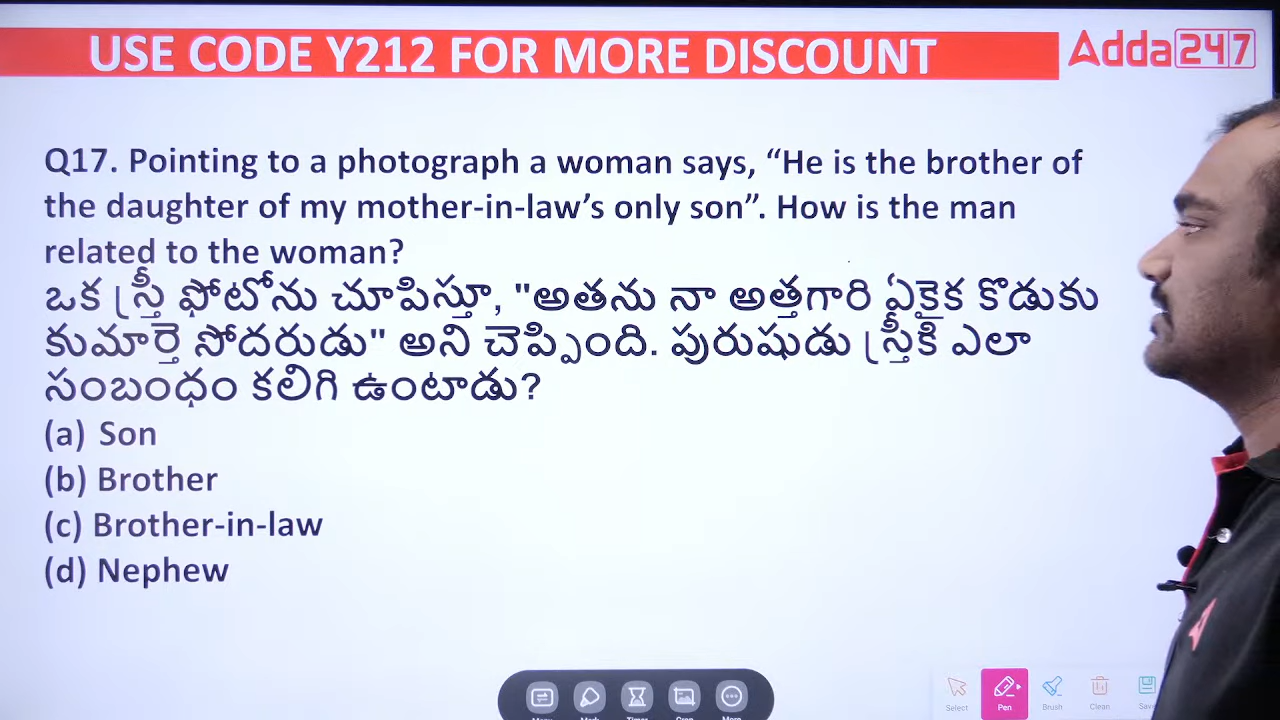 USE CODE Y212 FOR MORE DISCOUNT
Adda247
Q17. Pointing to a photograph a woman says, “He is the brother of
the daughter of my mother-in-law’s only son”. How is the man
related to the woman?
ఒక స్త్రీ ఫోటోను చూపిస్తూ, "అతను నా అత్తగారి ఏకైక కొడుకు
కుమార్తె సోదరుడు" అని చెప్పింది. పురుషుడు స్త్రీకి ఎలా
సంబంధం కలిగి ఉంటాడు?
(a) Son
(b) Brother
(c) Brother-in-law
(d) Nephew
Select Pen Brush Clean Save